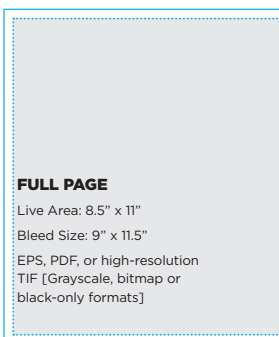 FULL PAGE
Live Area: 8.5” x 11”
Bleed Size: 9” x 11.5”
EPS, PDF, or high-resolution
TIF [Grayscale, bitmap or
black-only formats]